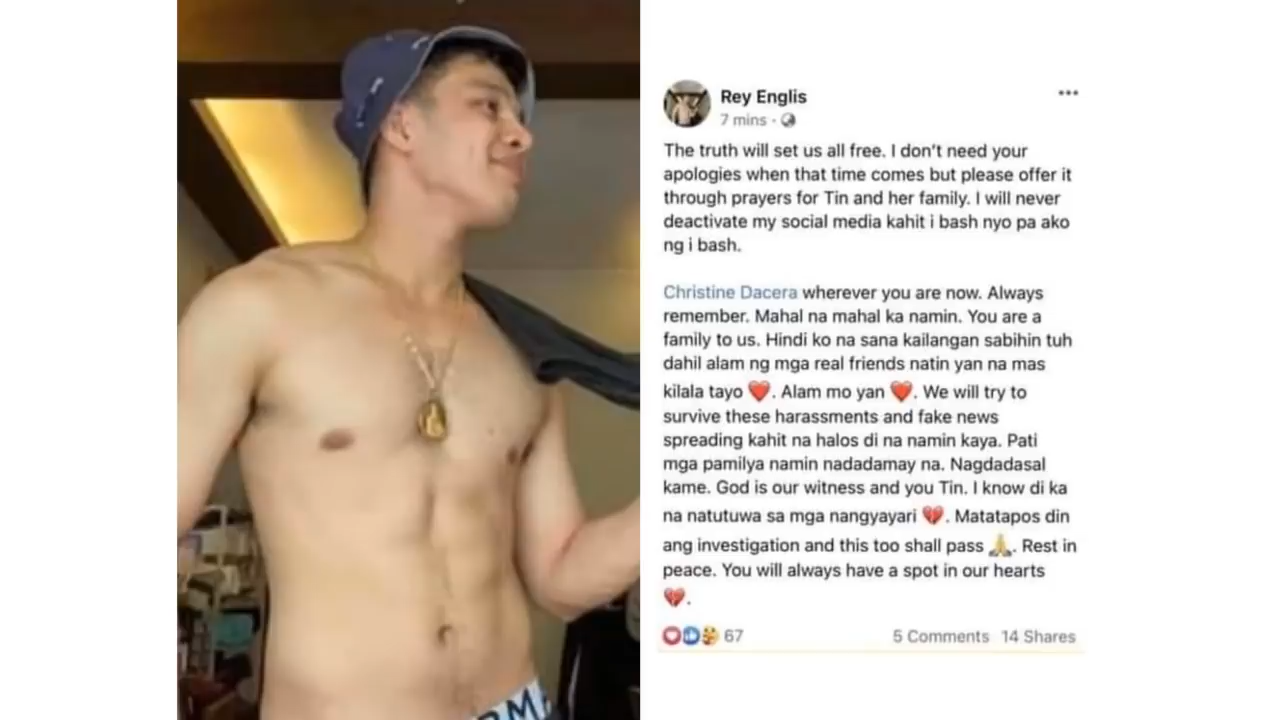 Rey Englis
7 mins ·
The truth will set us all free. I don't need your
apologies when that time comes but please offer it
through prayers for Tin and her family. I will never
deactivate my social media kahit i bash nyo pa ako
ng i bash.
Christine Dacera wherever you are now. Always
remember. Mahal na mahal ka namin. You are a
family to us. Hindi ko na sana kailangan sabihin tuh
dahil alam ng mga real friends natin yan na mas
kilala tayo ❤️. Alam mo yan ❤️. We will try to
survive these harassments and fake news
spreading kahit na halos di na namin kaya. Pati
mga pamilya namin nadadamay na. Nagdadasal
kame. God is our witness and you Tin. I know di ka
na natutuwa sa mga nangyayari 💔. Matatapos din
ang investigation and this too shall pass 🙏. Rest in
peace. You will always have a spot in our hearts
💔.
67 5 Comments 14 Shares